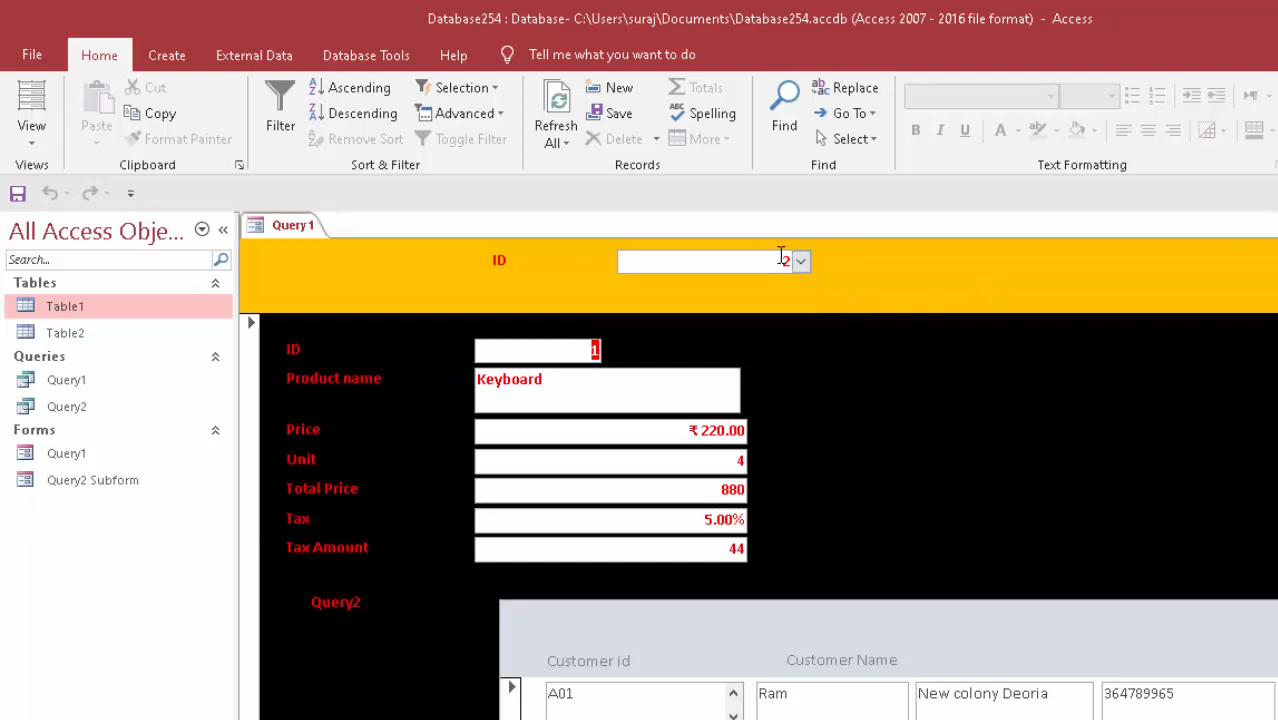 Database254 : Database- C:\Users\suraj\Documents\Database254.accdb (Access 2007 - 2016 file format) - Access
File Home Create External Data Database Tools Help Tell me what you want to do
View
Views
Paste
Cut
Copy
Format Painter
Clipboard
Filter
Ascending
Descending
Remove Sort
Selection
Advanced
Toggle Filter
Sort & Filter
Refresh
All
New
Save
Delete
Totals
Spelling
More
Records
Find
Replace
Go To
Select
Find
B I U A
Text Formatting
All Access Obje...
Search...
Tables
Table1
Table2
Queries
Query1
Query2
Forms
Query1
Query2 Subform
Query1
ID 2
ID 1
Product name Keyboard
Price ₹ 220.00
Unit 4
Total Price 880
Tax 5.00%
Tax Amount 44
Query2
Customer id Customer Name
A01 Ram New colony Deoria 364789965